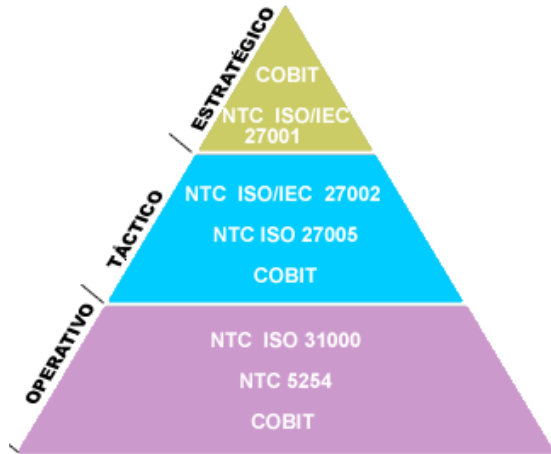 ESTRATÉGICO
COBIT
NTC ISO/IEC
27001
TÁCTICO
NTC ISO/IEC 27002
NTC ISO 27005
COBIT
OPERATIVO
NTC ISO 31000
NTC 5254
COBIT